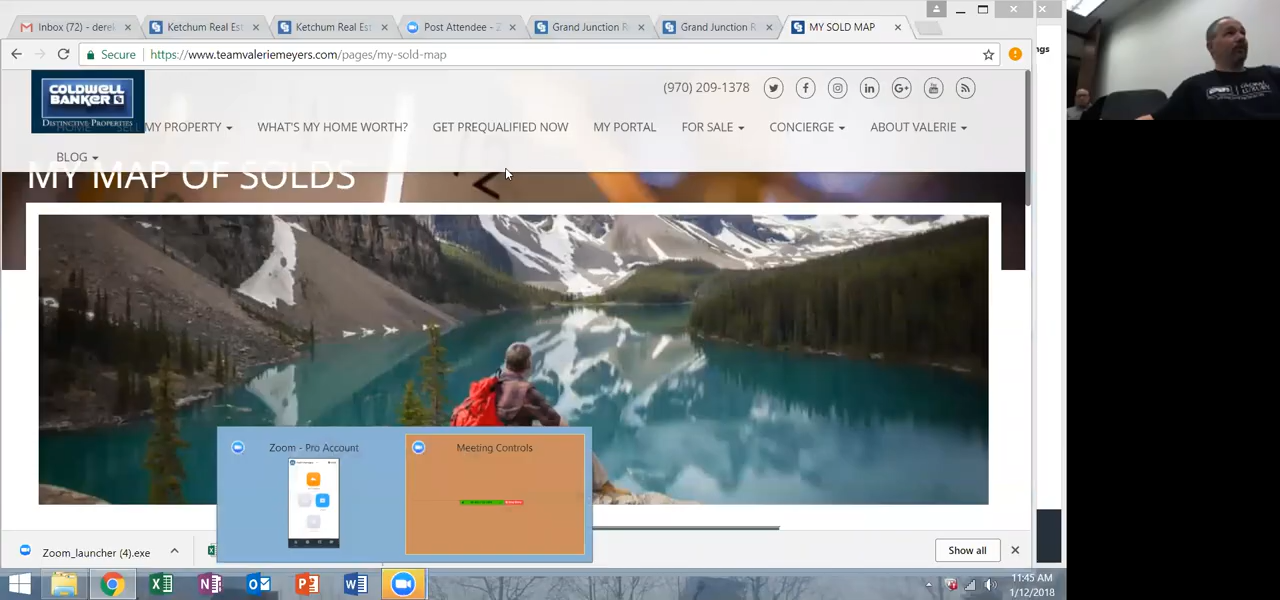 Inbox (72) - derek
Ketchum Real Est
Ketchum Real Est
Post Attendee - Z
Grand Junction R
Grand Junction R
MY SOLD MAP
Secure
https://www.teamvaleriemeyers.com/pages/my-sold-map
ngs
COLDWELL
BANKER
DISTINCTIVE PROPERTIES
(970) 209-1378
HOME
SELL MY PROPERTY
WHAT'S MY HOME WORTH?
GET PREQUALIFIED NOW
MY PORTAL
FOR SALE
CONCIERGE
ABOUT VALERIE
BLOG
MY MAP OF SOLDS
Zoom - Pro Account
Meeting Controls
Zoom_launcher (4).exe
Show all
11:45 AM
1/12/2018